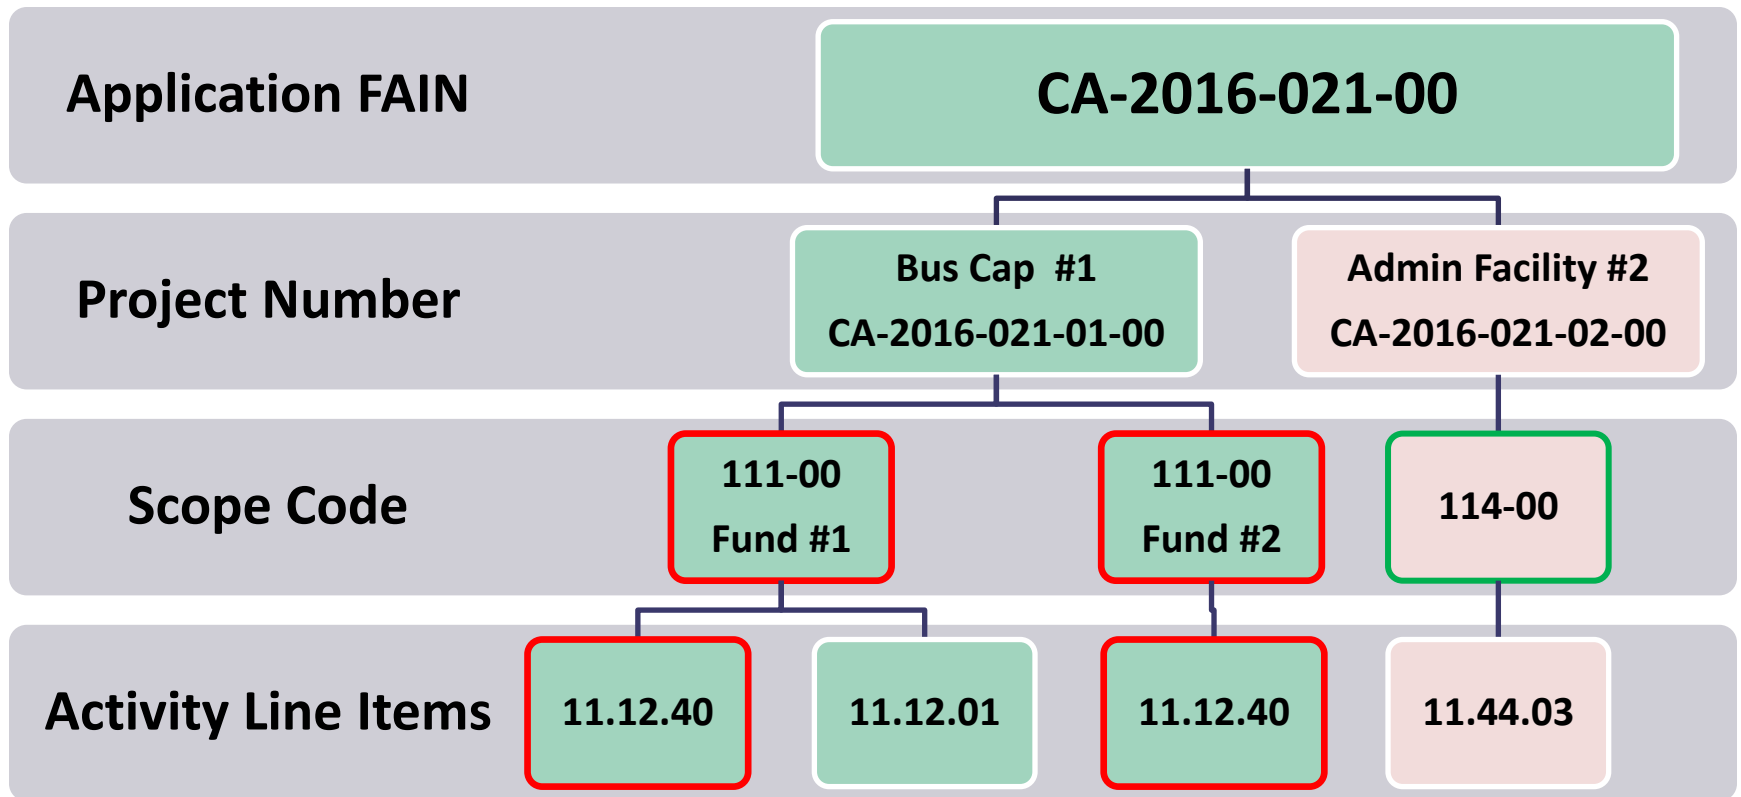 Application FAIN
CA-2016-021-00
Project Number
Bus Cap  #1
CA-2016-021-01-00
Admin Facility #2
CA-2016-021-02-00
Scope Code
111-00
Fund #1
111-00
Fund #2
114-00
Activity Line Items
11.12.40
11.12.01
11.12.40
11.44.03